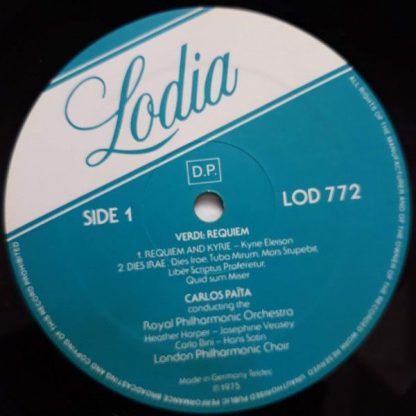 Lodia
D.P.
SIDE 1
LOD 772
VERDI: REQUIEM
1. REQUIEM AND KYRIE – Kyrie Eleison
2. DIES IRAE Dies Irae, Tuba Mirum, Mors Stupebit,
Liber Scriptus Proferetur,
Quid sum Miser
CARLOS PAÏTA
conducting the
Royal Philharmonic Orchestra
Heather Harper – Josephine Veasey
Carlo Bini – Hans Sotin
London Philharmonic Choir
Made in Germany Teldec
℗ 1975
ALL RIGHTS OF THE MANUFACTURER AND OF THE OWNER OF THE RECORDED WORK RESERVED. UNAUTHORISED PUBLIC PERFORMANCE BROADCASTING AND COPYING OF THIS RECORD PROHIBITED